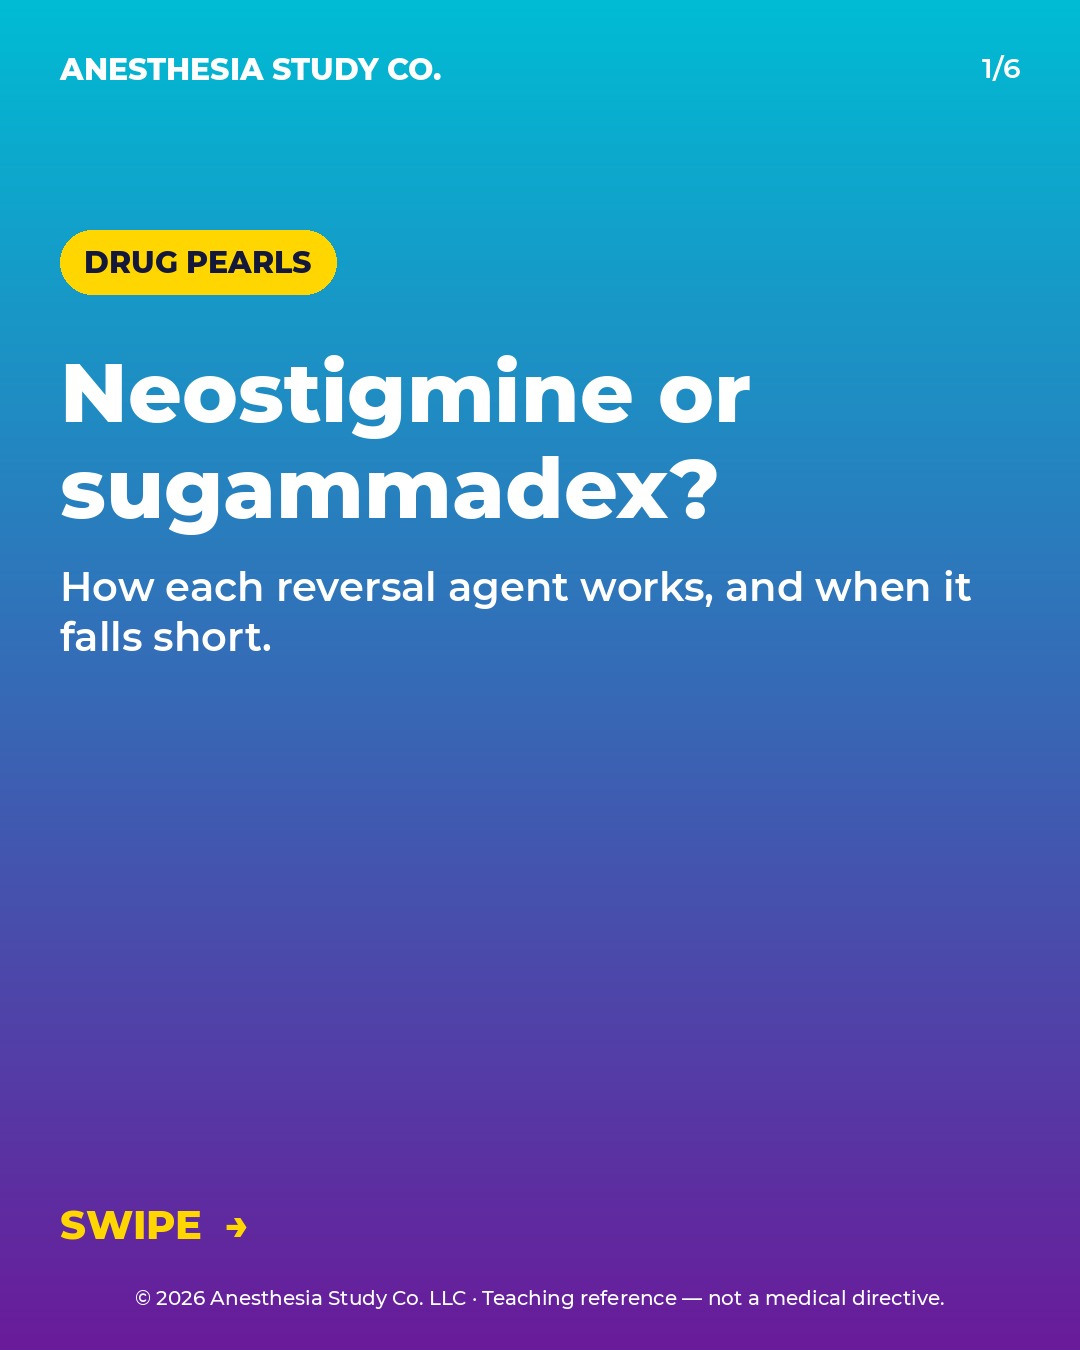 ANESTHESIA STUDY CO.
1/6
DRUG PEARLS
Neostigmine or
sugammadex?
How each reversal agent works, and when it
falls short.
SWIPE →
© 2026 Anesthesia Study Co. LLC · Teaching reference — not a medical directive.